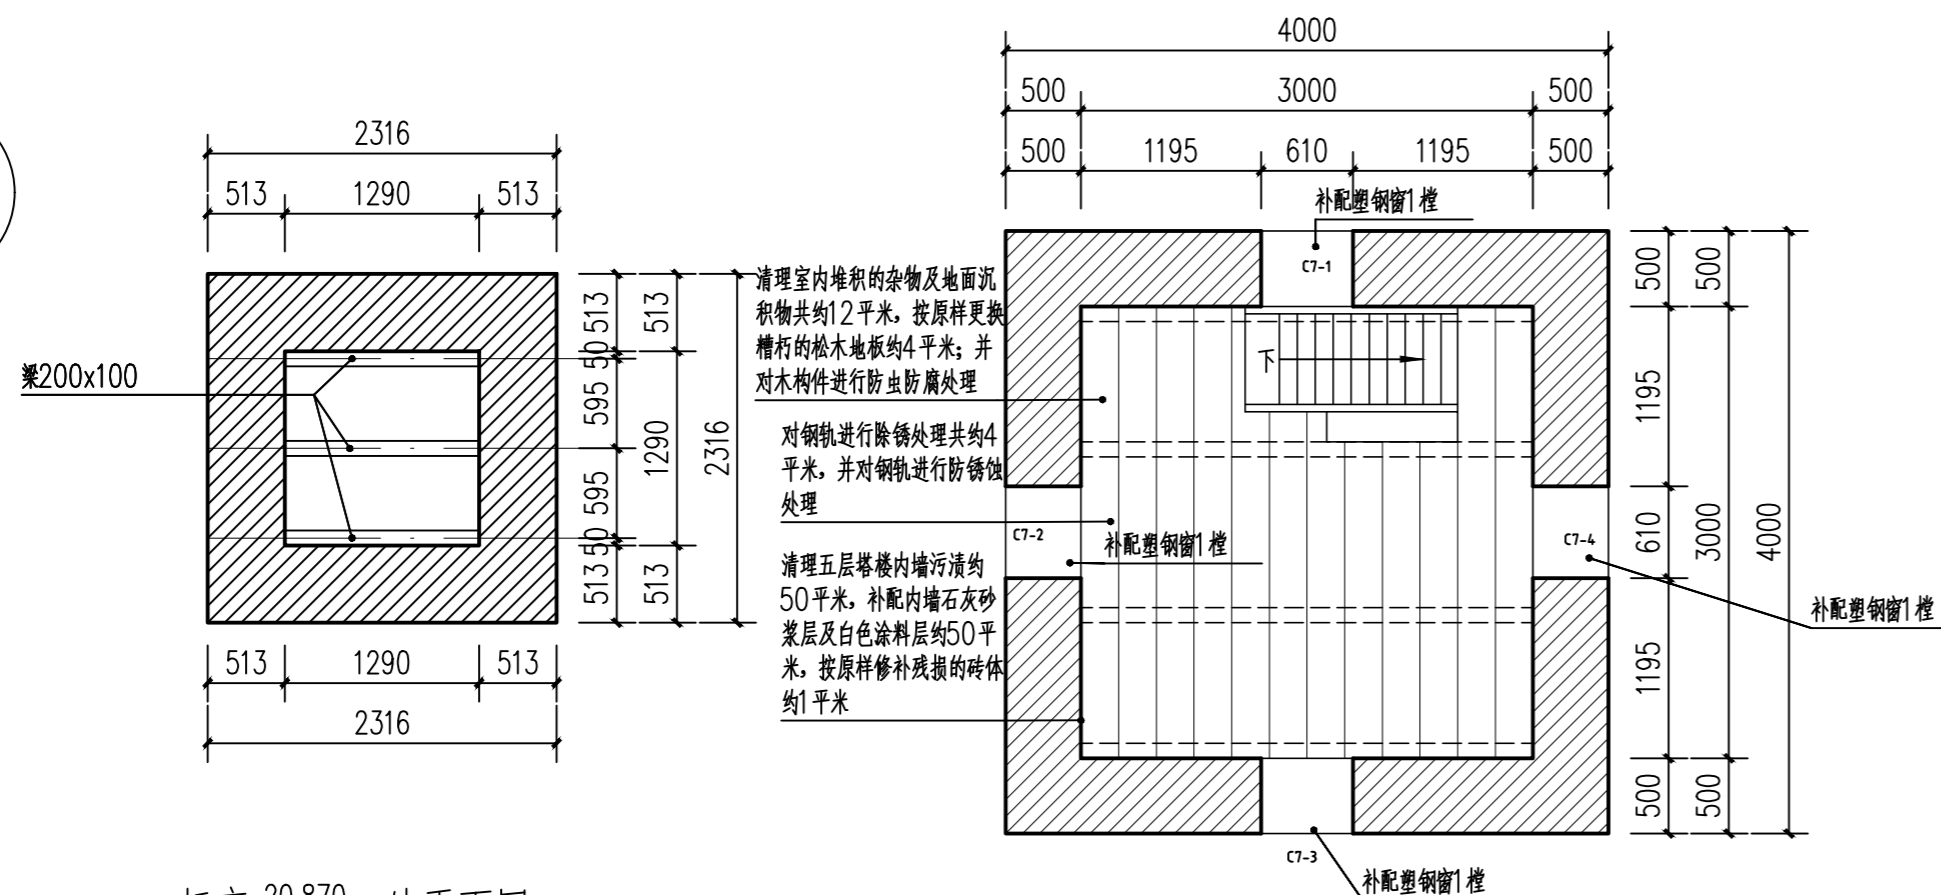 2316
513 1290 513
梁200x100
513 50 595 595 50 513
513 1290 513
2316
513 1290 513
2316
4000
500 3000 500
500 1195 610 1195 500
补配塑钢窗1樘
C7-1
清理室内堆积的杂物及地面沉
积物共约12平米，按原样更换
糟朽的松木地板约4平米；并
对木构件进行防虫防腐处理
下
对钢轨进行除锈处理共约4
平米，并对钢轨进行防锈蚀
处理
C7-2
补配塑钢窗1樘
清理五层塔楼内墙污渍约
50平米，补配内墙石灰砂
浆层及白色涂料层约50平
米，按原样修补残损的砖体
约1平米
C7-4
补配塑钢窗1樘
500 1195 610 1195 500
500 3000 500
4000
C7-3
补配塑钢窗1樘
20.870